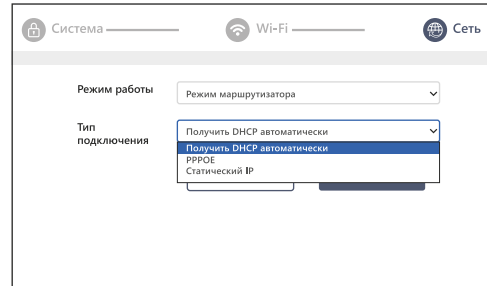 Система Wi-Fi Сеть
Режим работы Режим маршрутизатора
Тип
подключения
Получить DHCP автоматически
Получить DHCP автоматически
PPPOE
Статический IP